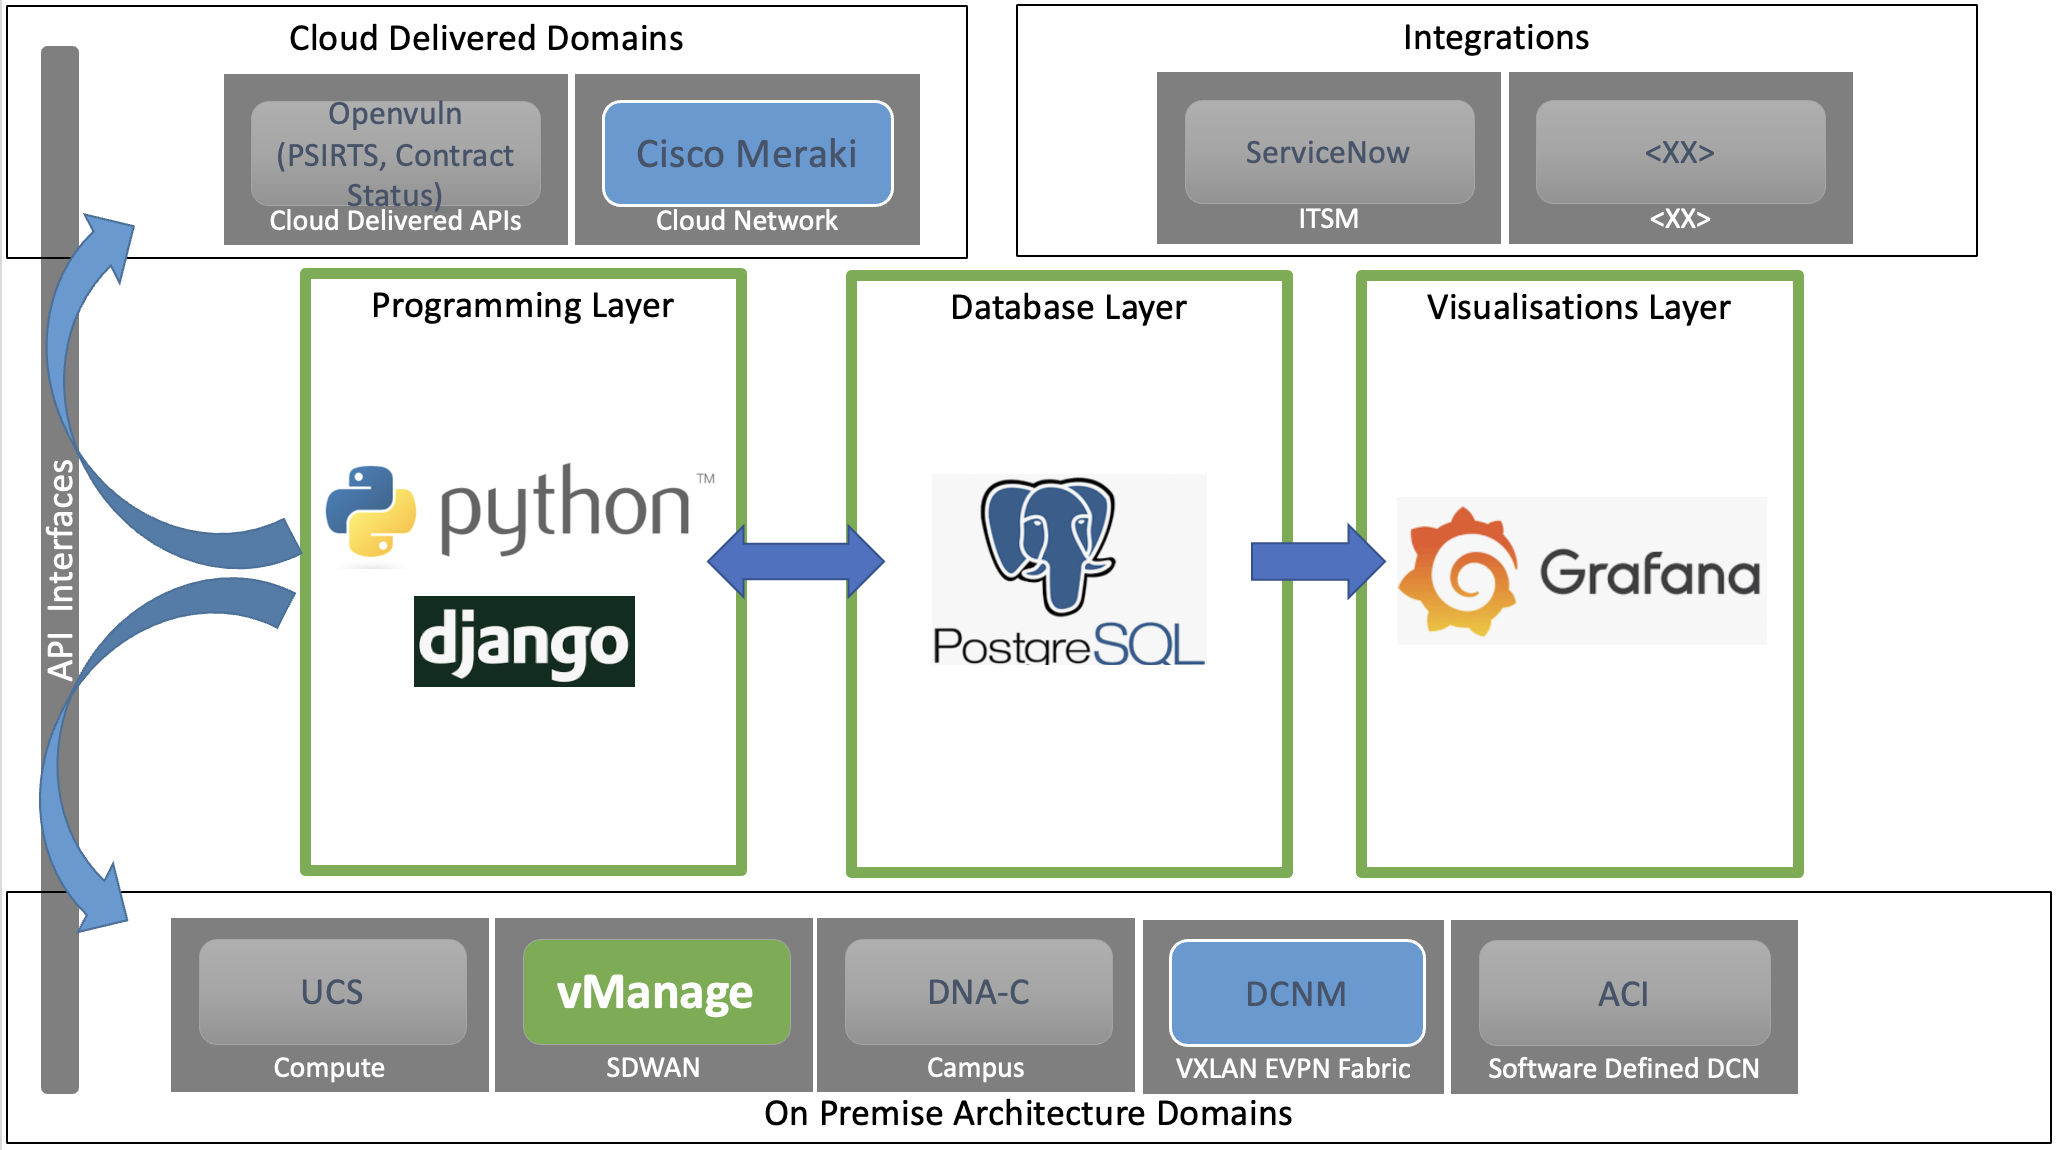 Cloud Delivered Domains
Openvuln
(PSIRTS, Contract
Status)
Cloud Delivered APIs
Cisco Meraki
Cloud Network
Integrations
ServiceNow
ITSM
<XX>
<XX>
API Interfaces
Programming Layer
python™
django
Database Layer
PostgreSQL
Visualisations Layer
Grafana
UCS
Compute
vManage
SDWAN
DNA-C
Campus
DCNM
VXLAN EVPN Fabric
ACI
Software Defined DCN
On Premise Architecture Domains